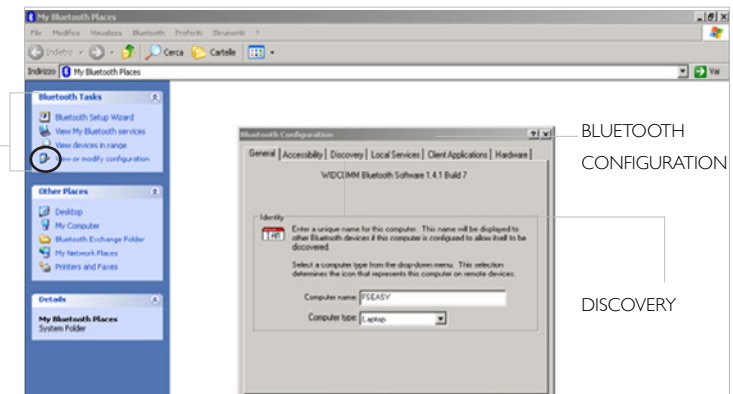 My Bluetooth Places
File Modifica Visualizza Bluetooth Preferiti Strumenti ?
Indietro Cerca Cartelle
Indirizzo My Bluetooth Places Vai
Bluetooth Tasks
Bluetooth Setup Wizard
View My Bluetooth services
View devices in range
or modify configuration
Other Places
Desktop
My Computer
Bluetooth Exchange Folder
My Network Places
Printers and Faxes
Details
My Bluetooth Places
System Folder
Bluetooth Configuration
General Accessibility Discovery Local Services Client Applications Hardware
WIDCOMM Bluetooth Software 1.4.1 Build 7
Identity
Enter a unique name for this computer. This name will be displayed to
other Bluetooth devices if this computer is configured to allow itself to be
discovered.
Select a computer type from the drop-down menu. This selection
determines the icon that represents this computer on remote devices.
Computer name: FSEASY
Computer type: Laptop
BLUETOOTH
CONFIGURATION
DISCOVERY